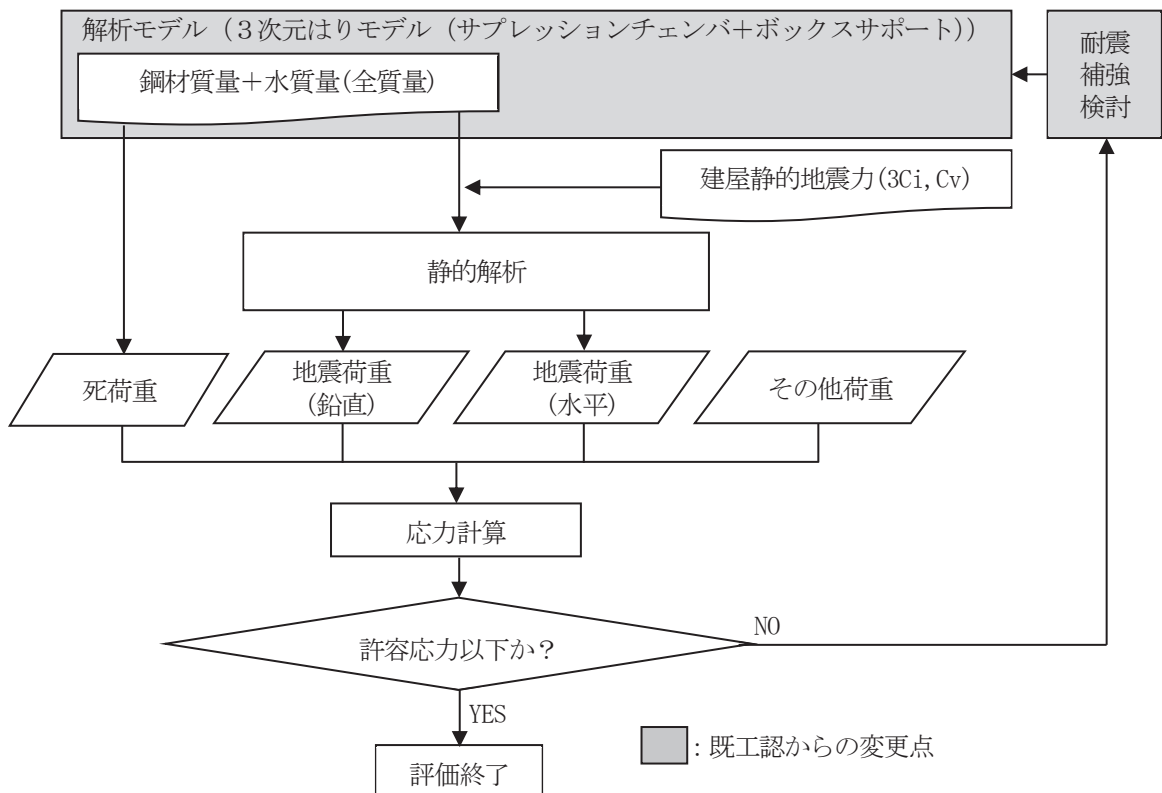 解析モデル（３次元はりモデル（サプレッションチェンバ＋ボックスサポート））
鋼材質量＋水質量(全質量)
耐震
補強
検討
建屋静的地震力(3Ci,Cv)
静的解析
死荷重
地震荷重
(鉛直)
地震荷重
(水平)
その他荷重
応力計算
許容応力以下か？
NO
YES
評価終了
：既工認からの変更点